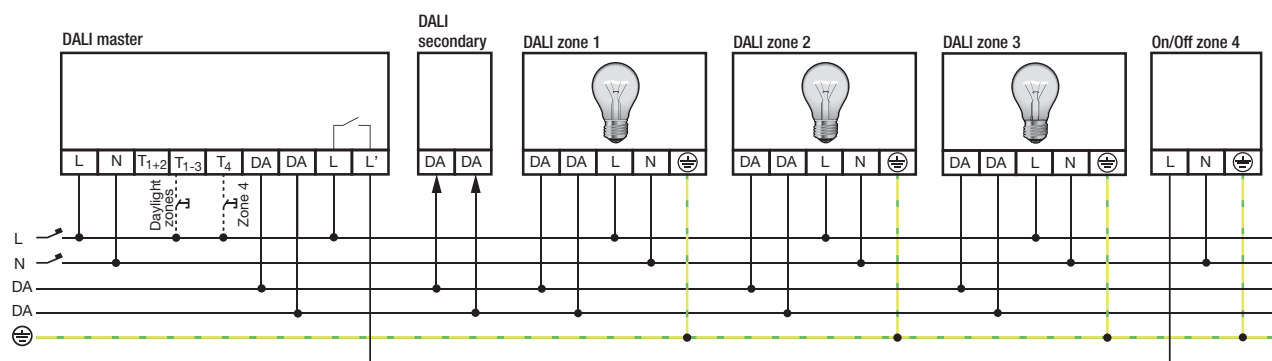 DALI master
DALI
secondary
DALI zone 1
DALI zone 2
DALI zone 3
On/Off zone 4
L N T1+2 T1-3 T4 DA DA L L'
DA DA
DA DA L N
DA DA L N
DA DA L N
L N
Daylight
zones
Zone 4
L
N
DA
DA